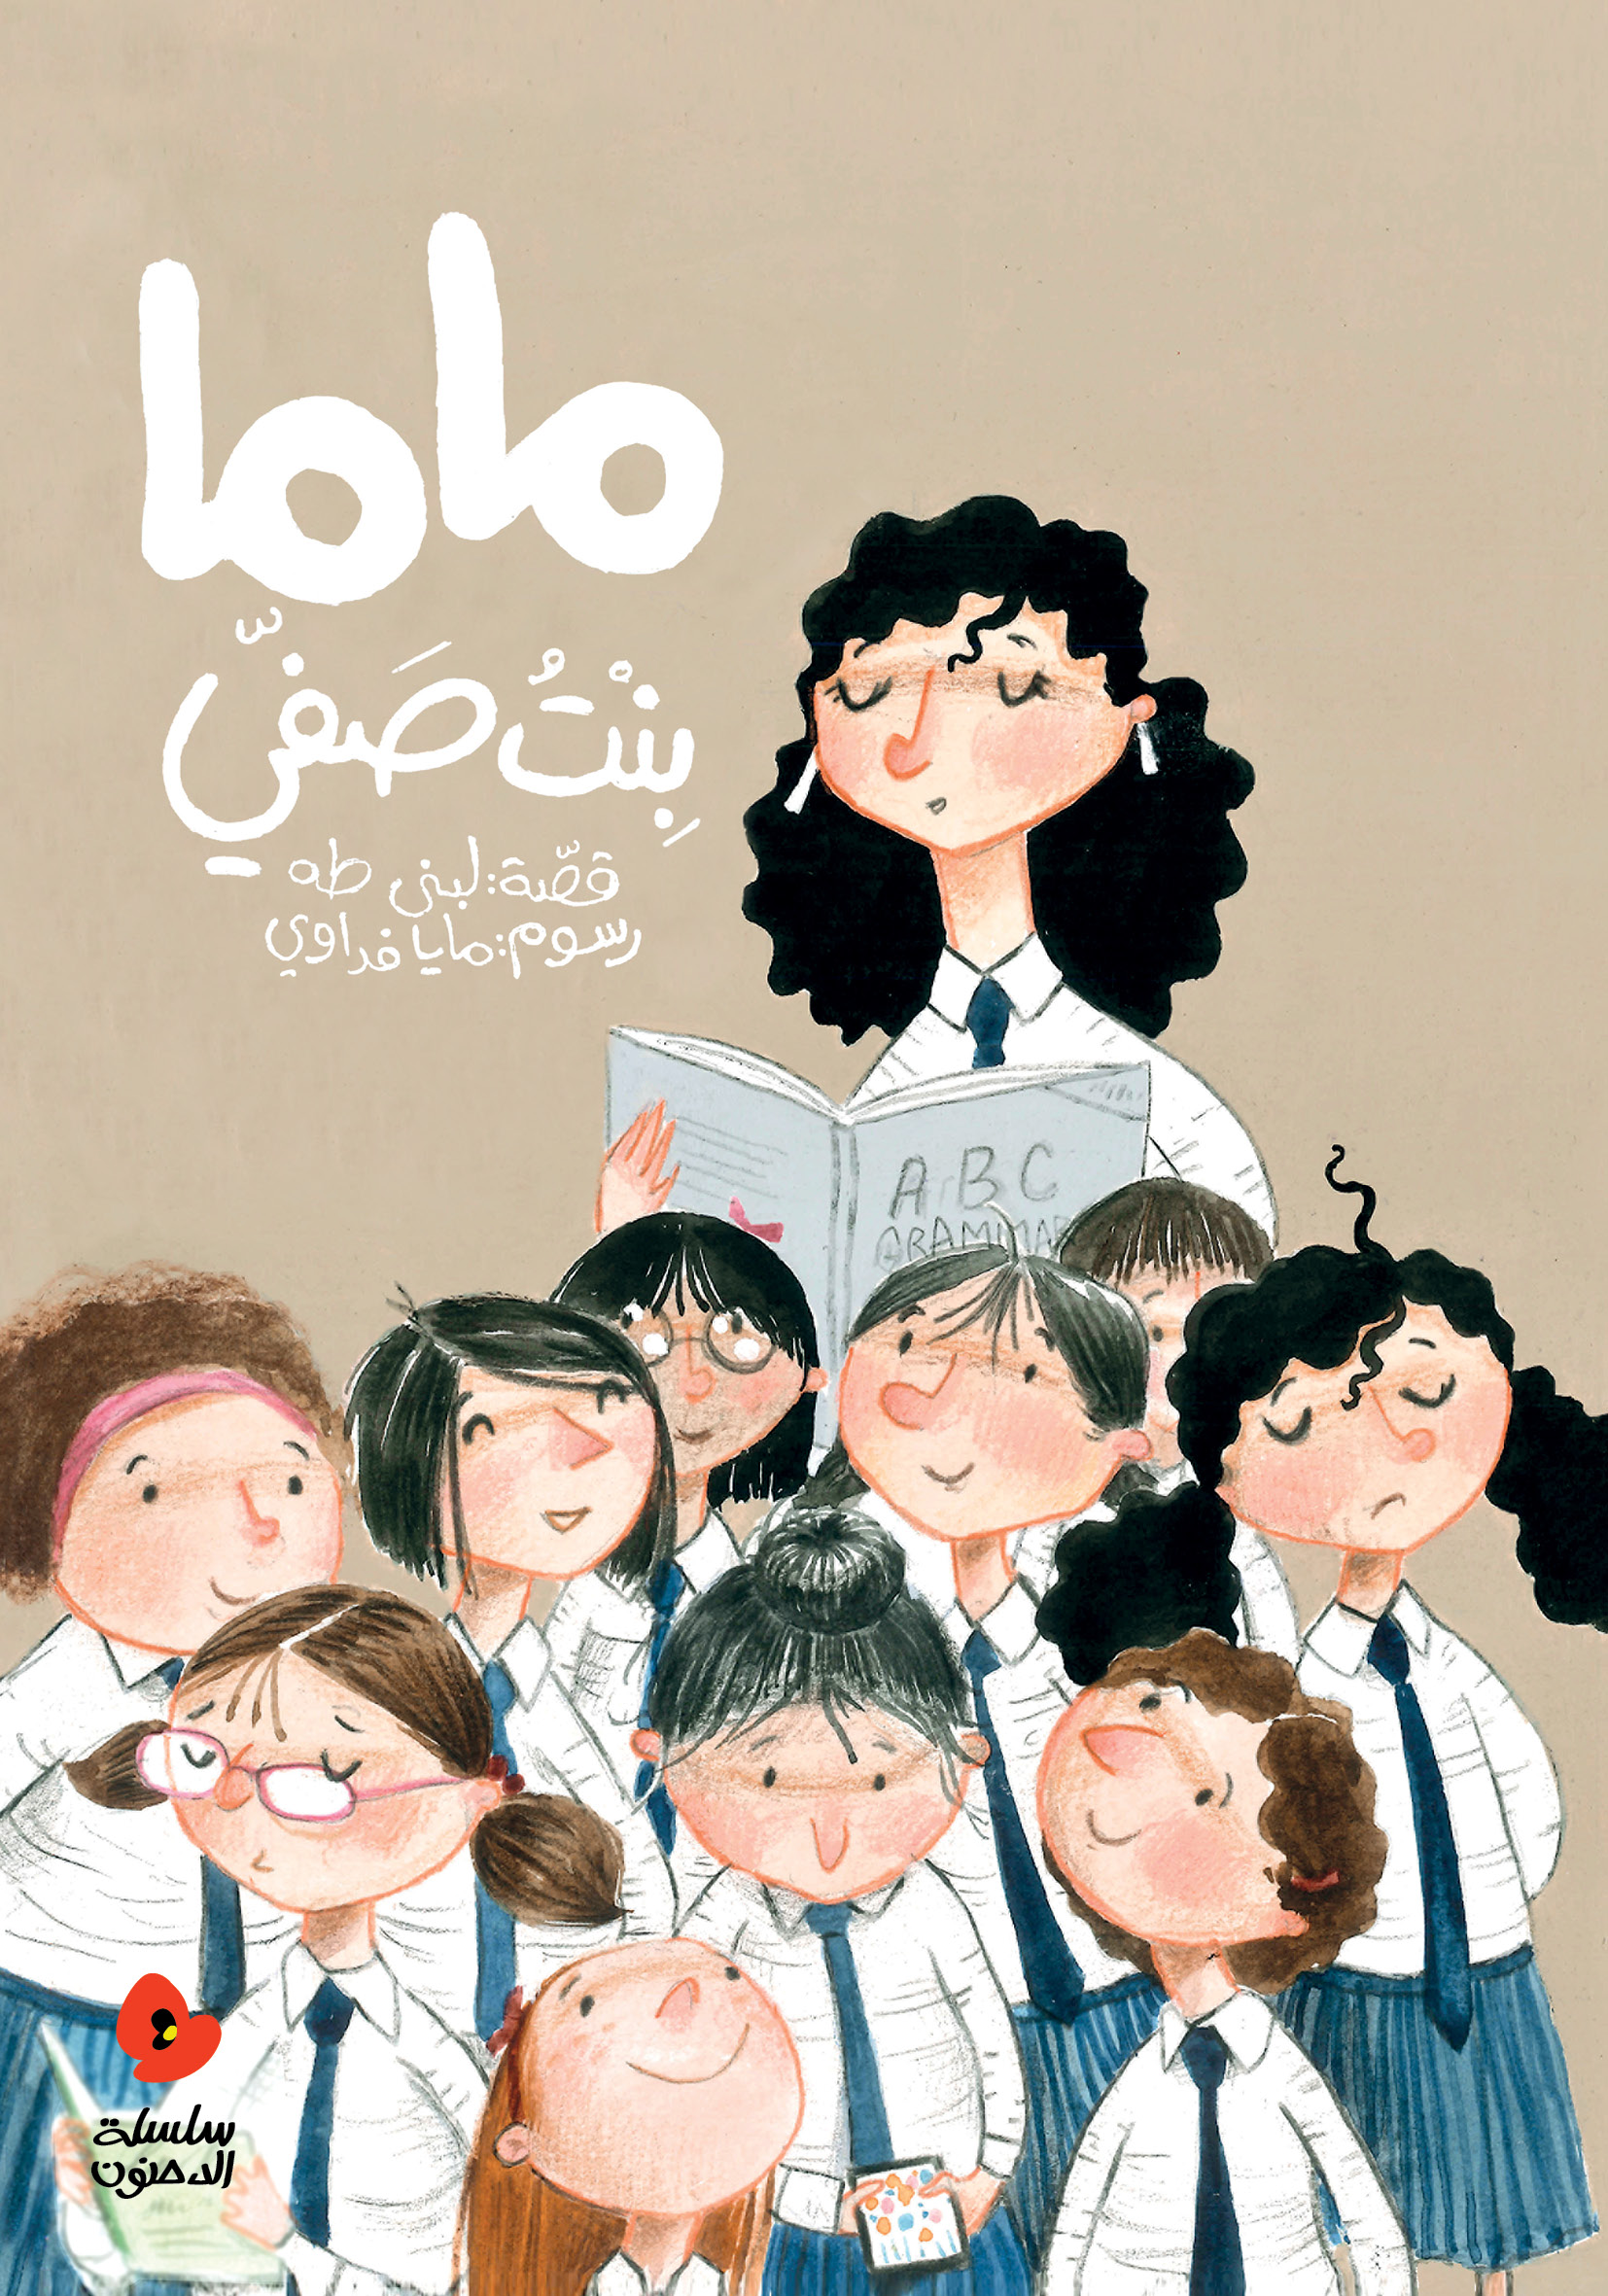 ماما
بِنْتُ صَفّي
قصّة: لبنى طه
رسوم: مايا فداوي
A B C
GRAMMAR
سلسلة
الدحنون